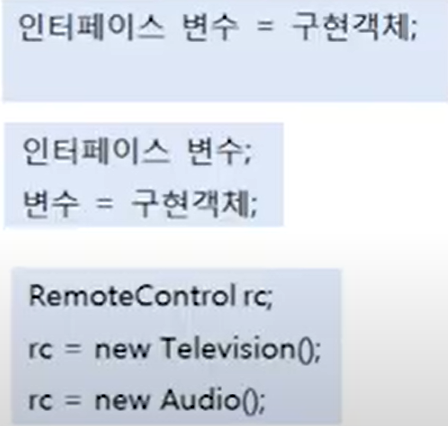 인터페이스 변수 = 구현객체;
인터페이스 변수;
변수 = 구현객체;
RemoteControl rc;
rc = new Television();
rc = new Audio();